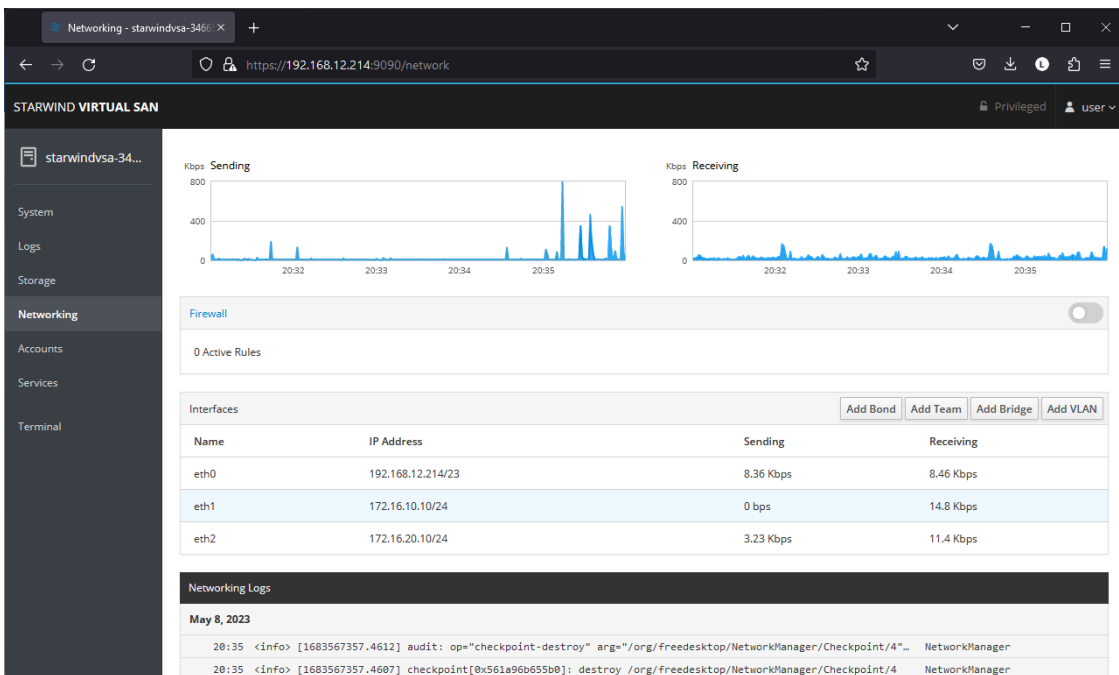 Networking - starwindvsa-3466
https://192.168.12.214:9090/network
STARWIND VIRTUAL SAN
Privileged
user
starwindvsa-34...
System
Logs
Storage
Networking
Accounts
Services
Terminal
Kbps Sending
800
400
0
20:32 20:33 20:34 20:35
Kbps Receiving
800
400
0
20:32 20:33 20:34 20:35
Firewall
0 Active Rules
Interfaces Add Bond Add Team Add Bridge Add VLAN
Name IP Address Sending Receiving
eth0 192.168.12.214/23 8.36 Kbps 8.46 Kbps
eth1 172.16.10.10/24 0 bps 14.8 Kbps
eth2 172.16.20.10/24 3.23 Kbps 11.4 Kbps
Networking Logs
May 8, 2023
20:35 <info> [1683567357.4612] audit: op="checkpoint-destroy" arg="/org/freedesktop/NetworkManager/Checkpoint/4"… NetworkManager
20:35 <info> [1683567357.4607] checkpoint[0x561a96b655b0]: destroy /org/freedesktop/NetworkManager/Checkpoint/4 NetworkManager